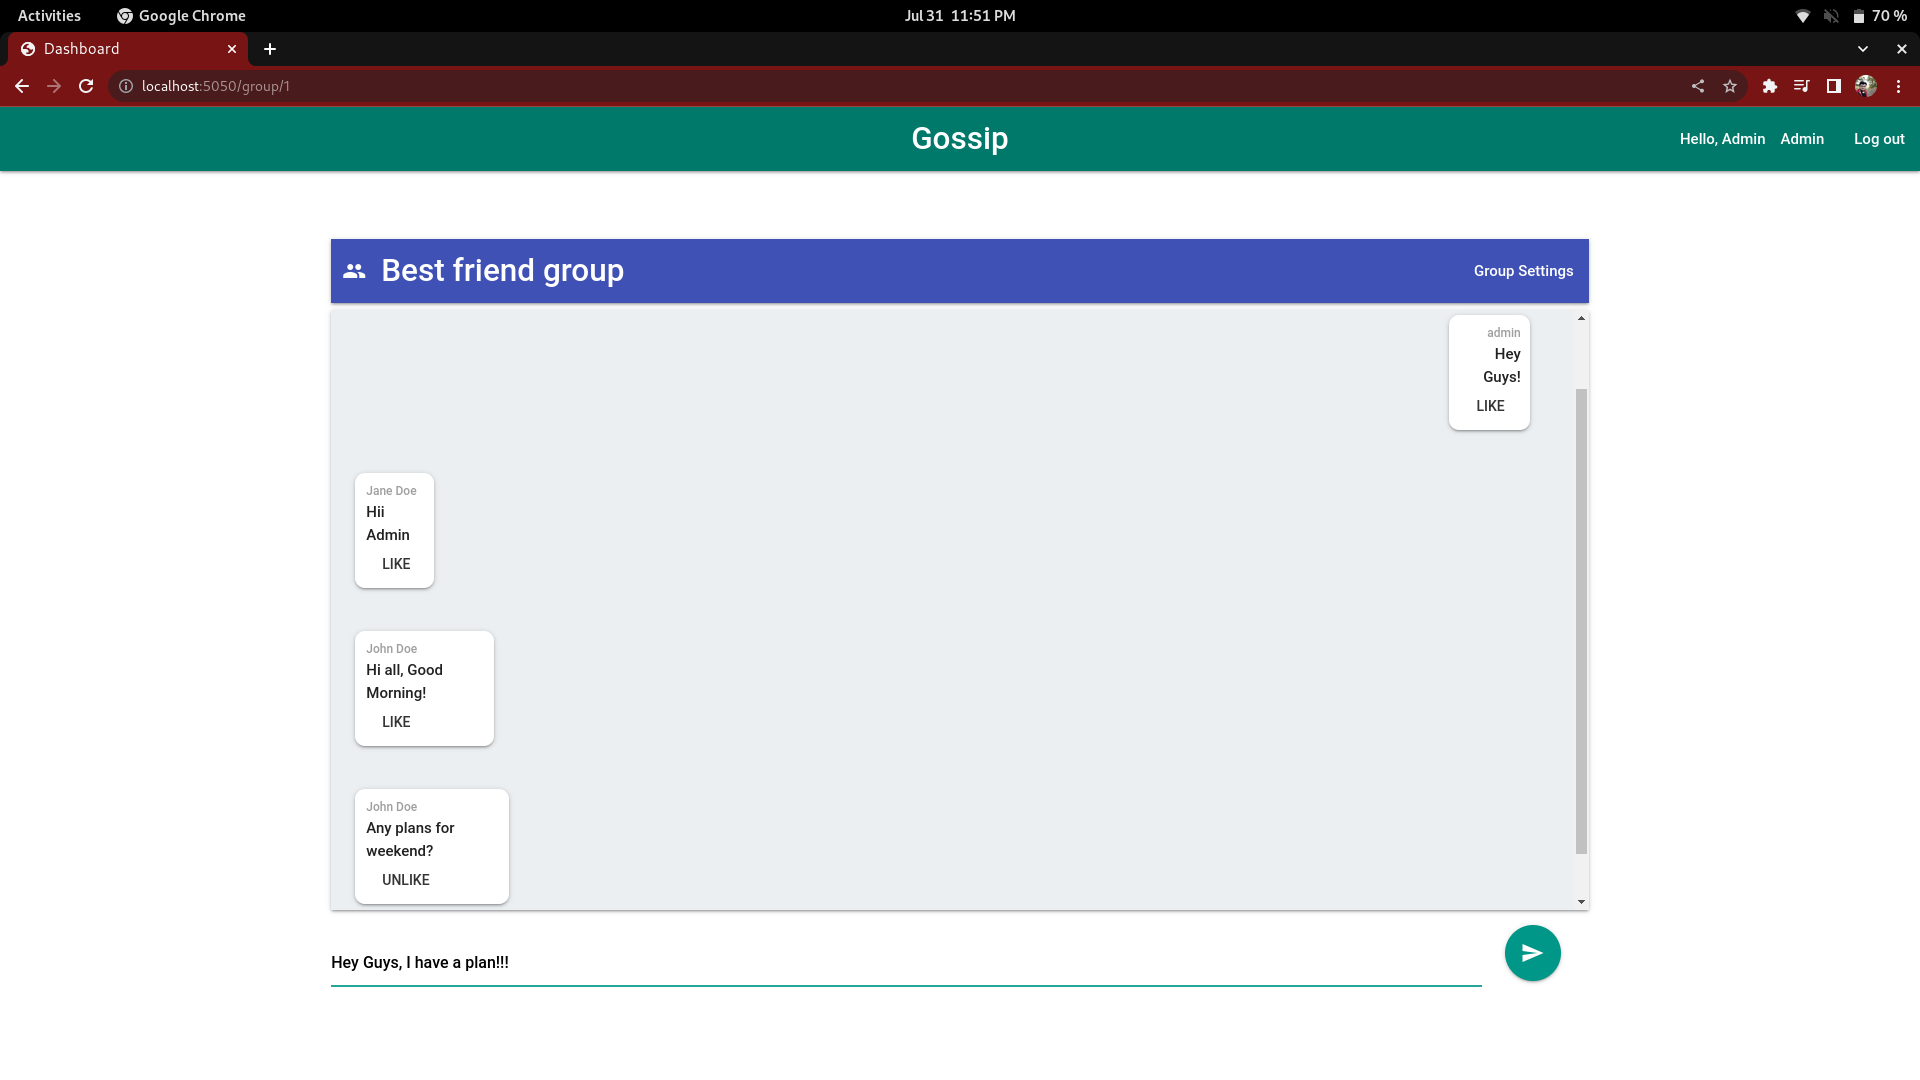 Activities Google Chrome Jul 31 11:51 PM 70 %
Dashboard
localhost:5050/group/1
Gossip Hello, Admin Admin Log out
Best friend group Group Settings
admin
Hey
Guys!
LIKE
Jane Doe
Hii
Admin
LIKE
John Doe
Hi all, Good
Morning!
LIKE
John Doe
Any plans for
weekend?
UNLIKE
Hey Guys, I have a plan!!!